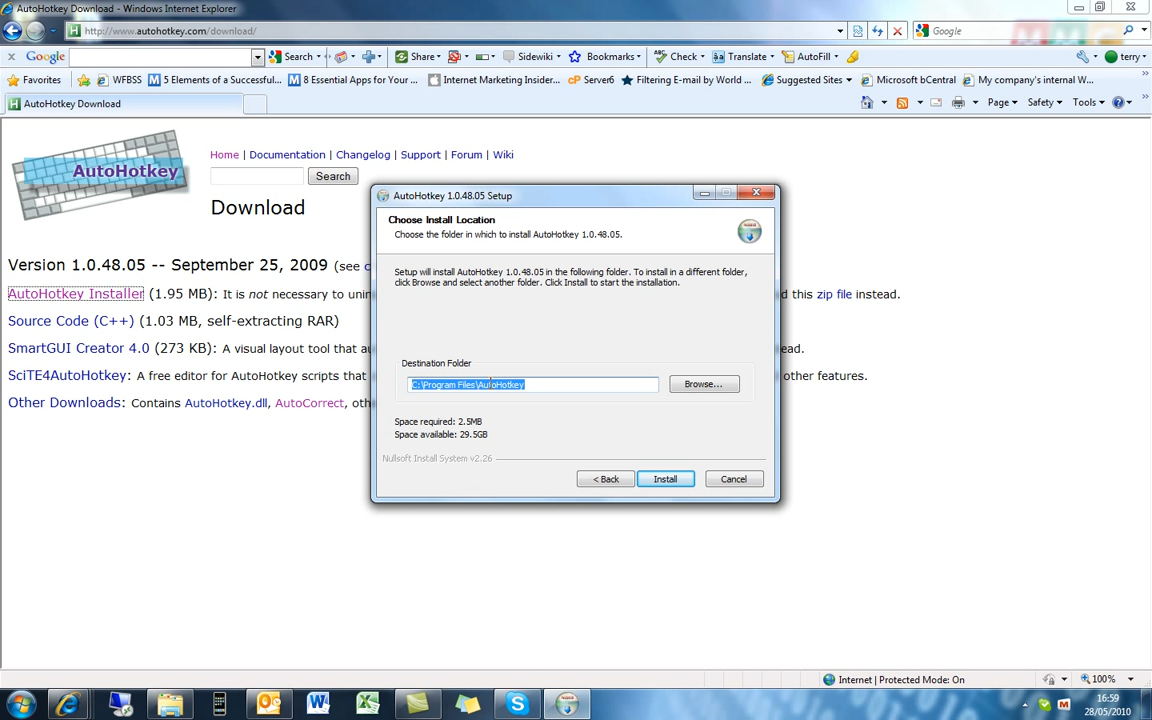 AutoHotkey Download - Windows Internet Explorer
http://www.autohotkey.com/download/
Google
x Google Search Share Sidewiki Bookmarks Check Translate AutoFill terry
Favorites WFBSS 5 Elements of a Successful... 8 Essential Apps for Your ... Internet Marketing Insider... cP Server6 Filtering E-mail by World ... Suggested Sites Microsoft bCentral My company's internal W...
AutoHotkey Download
Page Safety Tools
AutoHotkey
Home | Documentation | Changelog | Support | Forum | Wiki
Search
Download
Version 1.0.48.05 -- September 25, 2009 (see c
AutoHotkey Installer (1.95 MB): It is not necessary to unin
d this zip file instead.
Source Code (C++) (1.03 MB, self-extracting RAR)
SmartGUI Creator 4.0 (273 KB): A visual layout tool that au
ead.
SciTE4AutoHotkey: A free editor for AutoHotkey scripts that
other features.
Other Downloads: Contains AutoHotkey.dll, AutoCorrect, oth
AutoHotkey 1.0.48.05 Setup
Choose Install Location
Choose the folder in which to install AutoHotkey 1.0.48.05.
Setup will install AutoHotkey 1.0.48.05 in the following folder. To install in a different folder,
click Browse and select another folder. Click Install to start the installation.
Destination Folder
C:\Program Files\AutoHotkey
Browse...
Space required: 2.5MB
Space available: 29.5GB
Nullsoft Install System v2.26
< Back Install Cancel
Internet | Protected Mode: On
100%
16:59
28/05/2010